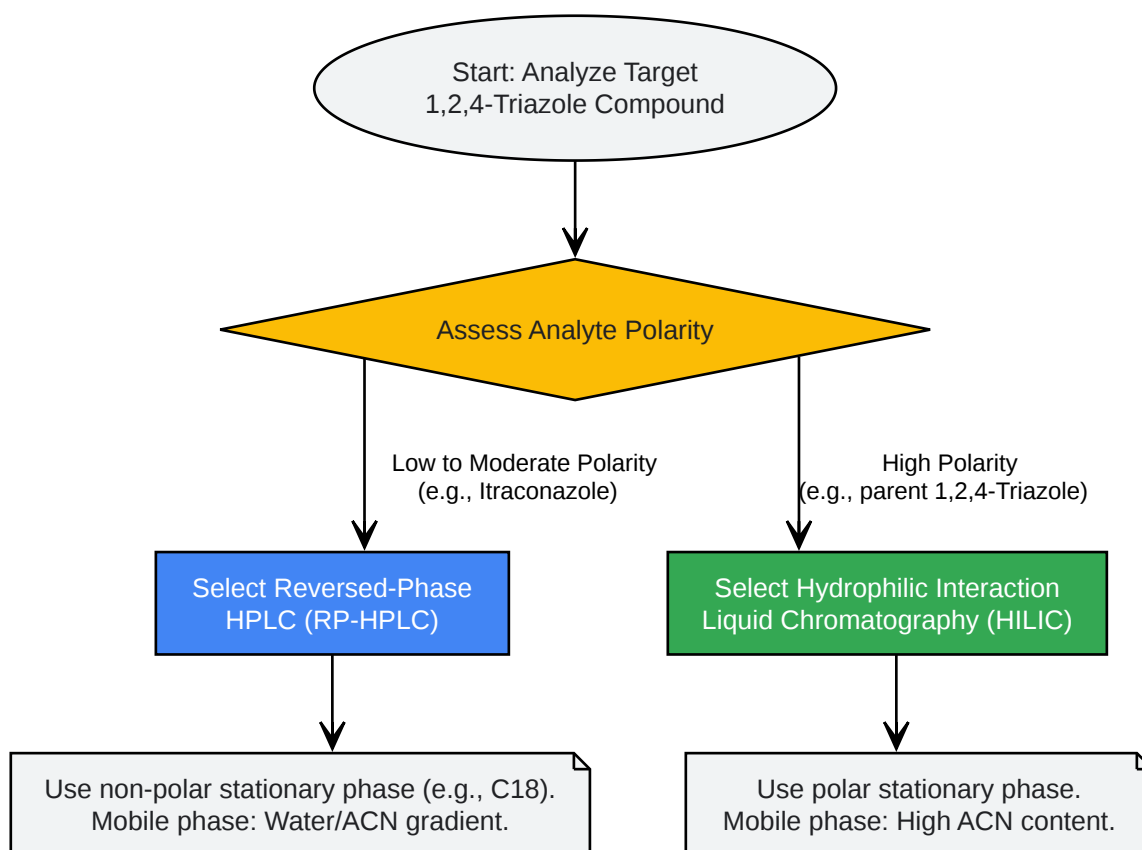 Start: Analyze Target
1,2,4-Triazole Compound
Assess Analyte Polarity
Low to Moderate Polarity
(e.g., Itraconazole)
High Polarity
(e.g., parent 1,2,4-Triazole)
Select Reversed-Phase
HPLC (RP-HPLC)
Select Hydrophilic Interaction
Liquid Chromatography (HILIC)
Use non-polar stationary phase (e.g., C18).
Mobile phase: Water/ACN gradient.
Use polar stationary phase.
Mobile phase: High ACN content.